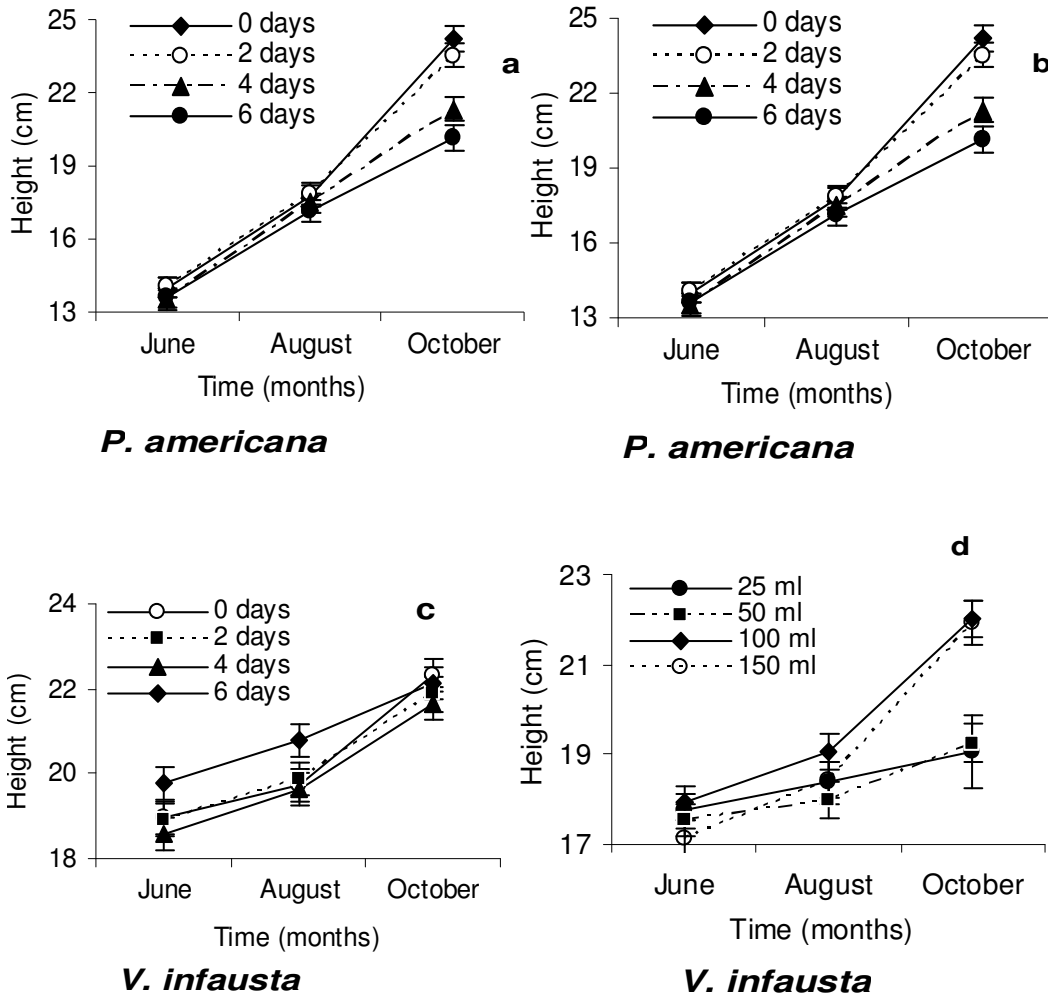 25
22
19
16
13
Height (cm)
0 days
2 days
4 days
6 days
a
June
August
October
Time (months)
P. americana
25
22
19
16
13
Height (cm)
0 days
2 days
4 days
6 days
b
June
August
October
Time (months)
P. americana
24
22
20
18
Height (cm)
0 days
2 days
4 days
6 days
c
June
August
October
Time (months)
V. infausta
23
21
19
17
Height (cm)
25 ml
50 ml
100 ml
150 ml
d
June
August
October
Time (months)
V. infausta